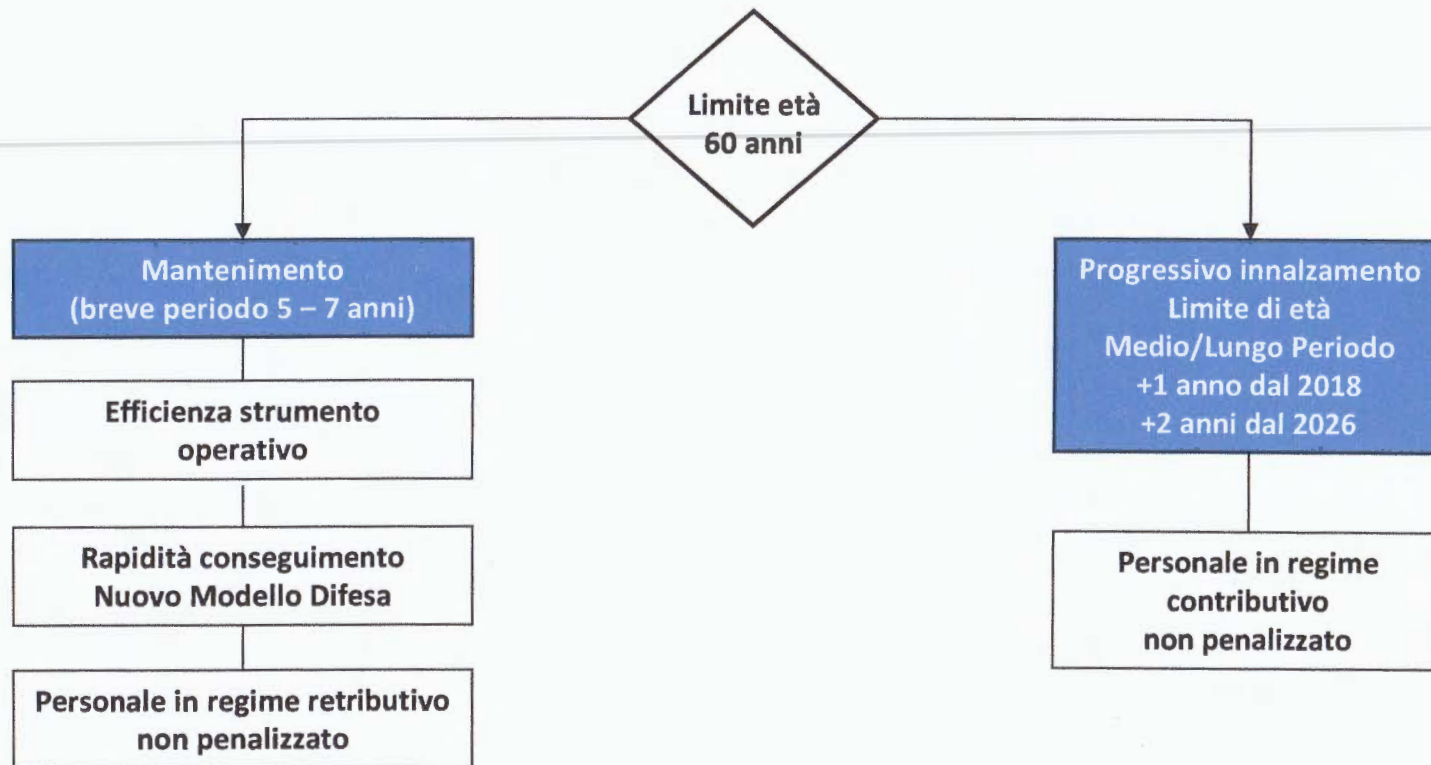 Limite età
60 anni
Mantenimento
(breve periodo 5 – 7 anni)
Efficienza strumento
operativo
Rapidità conseguimento
Nuovo Modello Difesa
Personale in regime retributivo
non penalizzato
Progressivo innalzamento
Limite di età
Medio/Lungo Periodo
+1 anno dal 2018
+2 anni dal 2026
Personale in regime
contributivo
non penalizzato